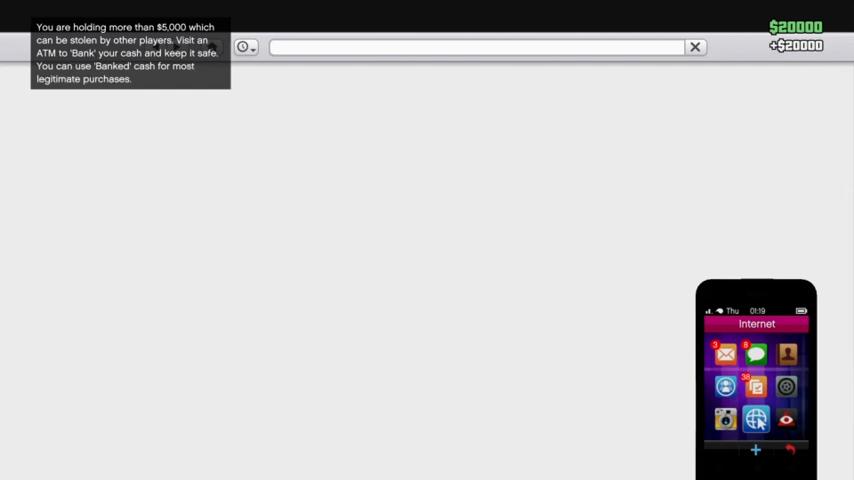 You are holding more than $5,000 which
can be stolen by other players. Visit an
ATM to 'Bank' your cash and keep it safe.
You can use 'Banked' cash for most
legitimate purchases.
$20000
+$20000
Thu 01:19
Internet
3
8
38